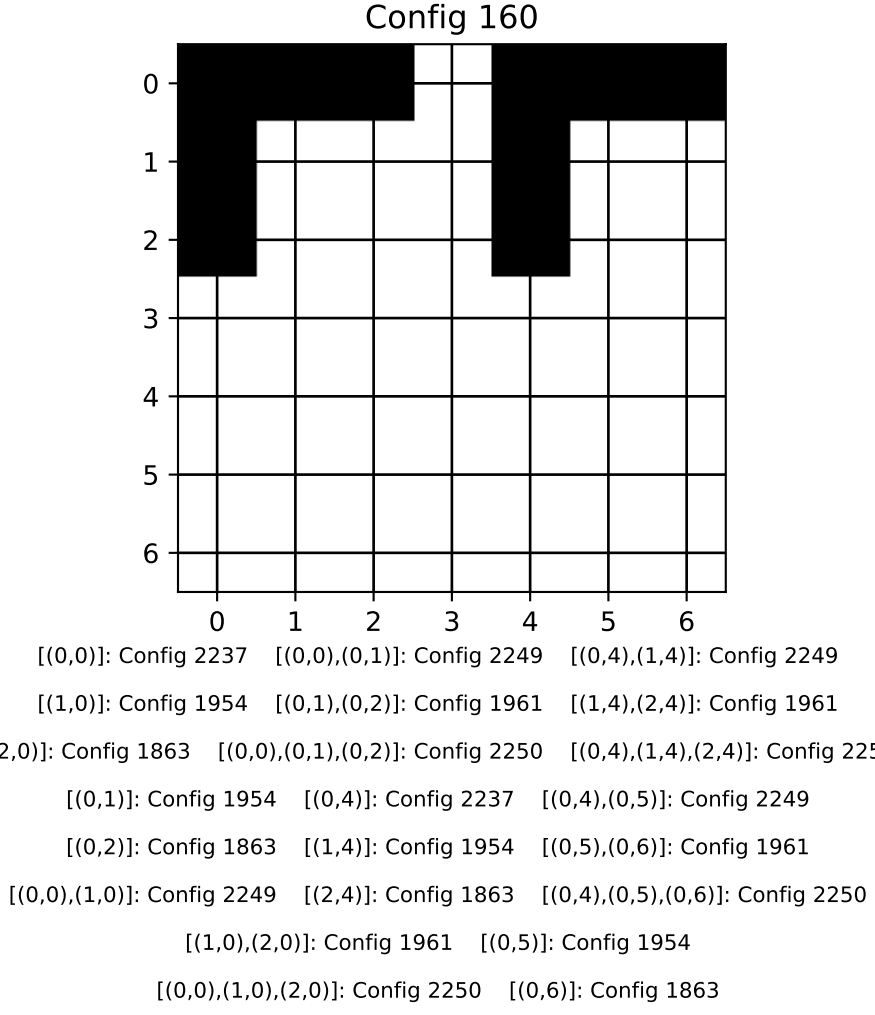 Config 160
0
1
2
3
4
5
6
0 1 2 3 4 5 6
[(0,0)]: Config 2237 [(0,0),(0,1)]: Config 2249 [(0,4),(1,4)]: Config 2249
[(1,0)]: Config 1954 [(0,1),(0,2)]: Config 1961 [(1,4),(2,4)]: Config 1961
2,0)]: Config 1863 [(0,0),(0,1),(0,2)]: Config 2250 [(0,4),(1,4),(2,4)]: Config
[(0,1)]: Config 1954 [(0,4)]: Config 2237 [(0,4),(0,5)]: Config 2249
[(0,2)]: Config 1863 [(1,4)]: Config 1954 [(0,5),(0,6)]: Config 1961
[(0,0),(1,0)]: Config 2249 [(2,4)]: Config 1863 [(0,4),(0,5),(0,6)]: Config 2250
[(1,0),(2,0)]: Config 1961 [(0,5)]: Config 1954
[(0,0),(1,0),(2,0)]: Config 2250 [(0,6)]: Config 1863